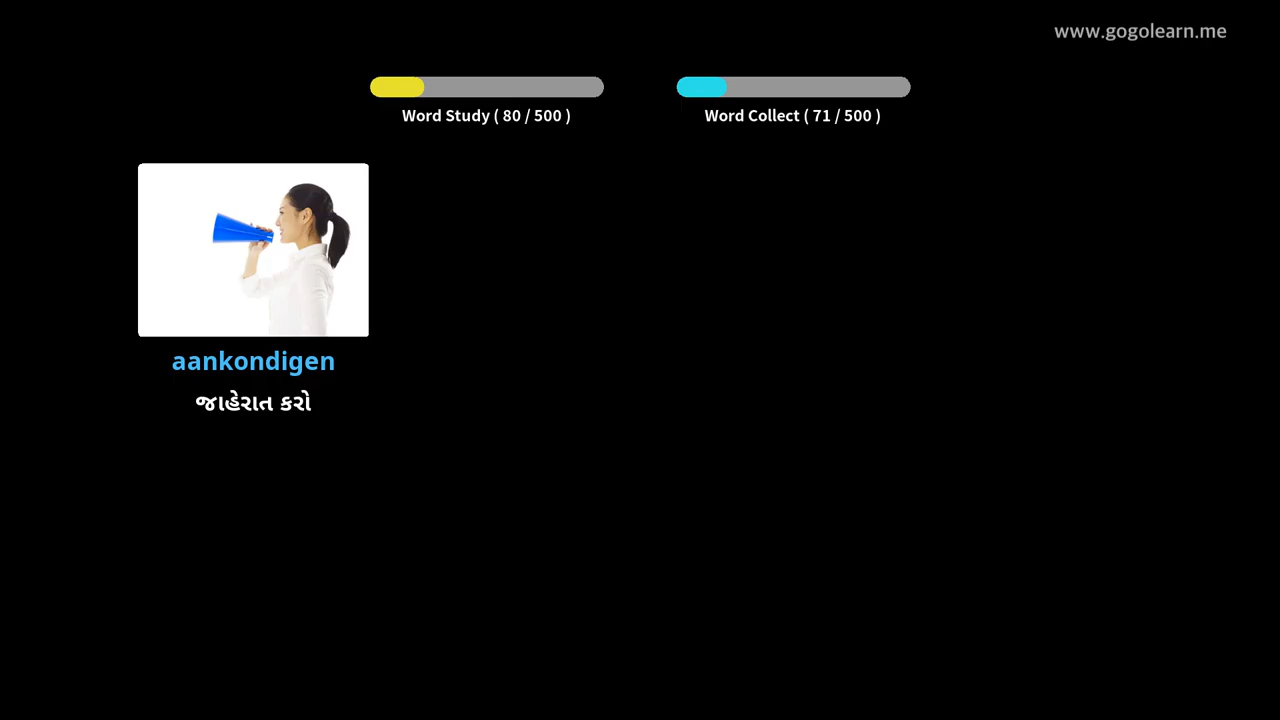 www.gogolearn.me
Word Study ( 80 / 500 )
Word Collect ( 71 / 500 )
aankondigen
જાહેરાત કરો